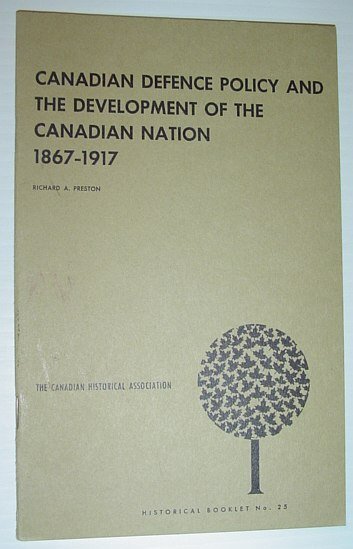 CANADIAN DEFENCE POLICY AND
THE DEVELOPMENT OF THE
CANADIAN NATION
1867-1917
RICHARD A. PRESTON
THE CANADIAN HISTORICAL ASSOCIATION
HISTORICAL BOOKLET No. 25